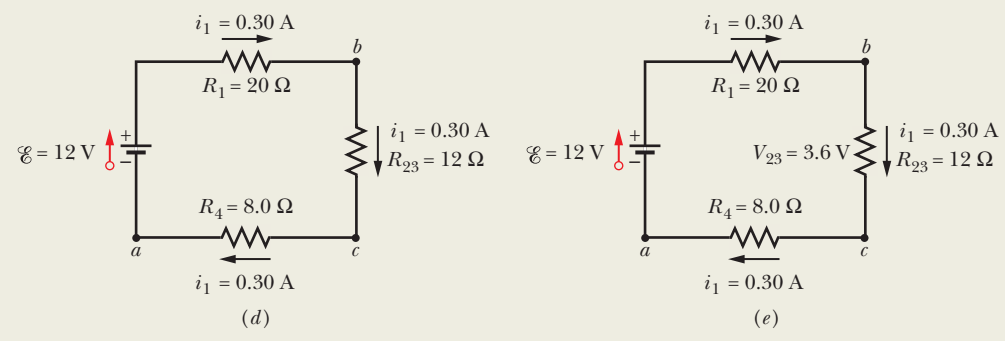 i₁ = 0.30 A
b
R₁ = 20 Ω
+
ℰ = 12 V
–
i₁ = 0.30 A
R₂₃ = 12 Ω
R₄ = 8.0 Ω
a
c
i₁ = 0.30 A
(d)
i₁ = 0.30 A
b
R₁ = 20 Ω
+
ℰ = 12 V
–
V₂₃ = 3.6 V
i₁ = 0.30 A
R₂₃ = 12 Ω
R₄ = 8.0 Ω
a
c
i₁ = 0.30 A
(e)